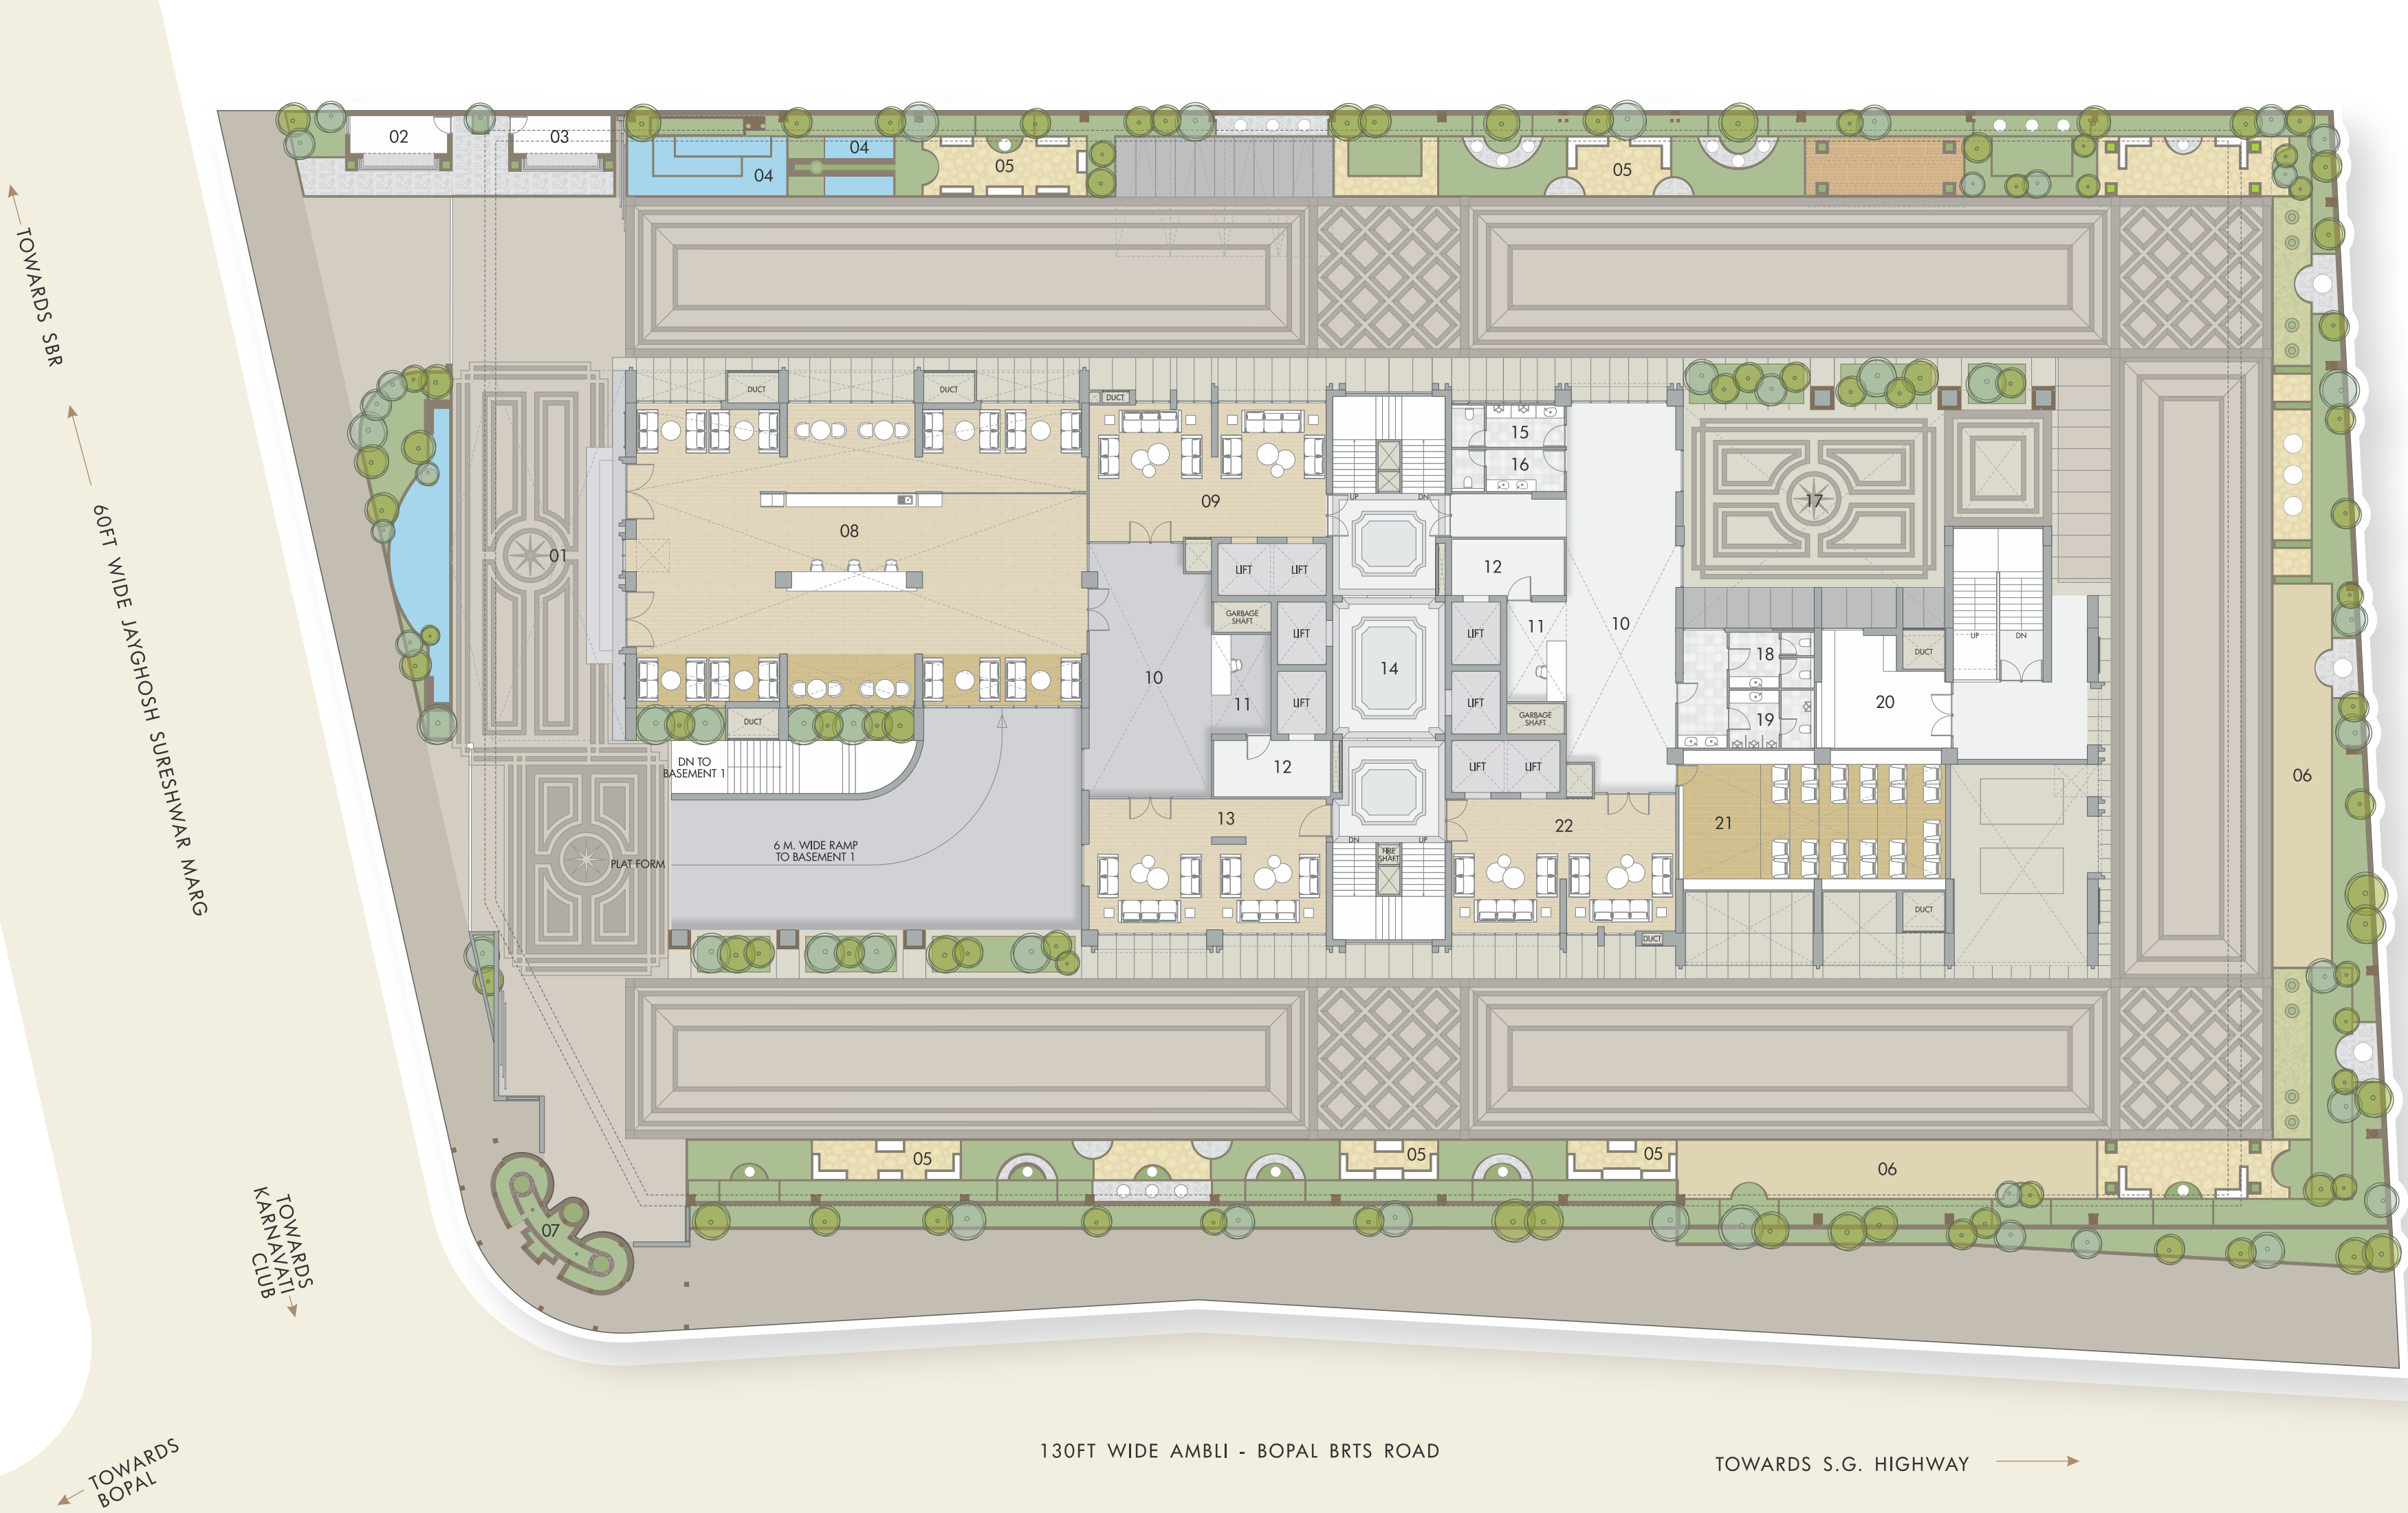 02
03
04
04
05
05
TOWARDS SBR
60FT WIDE JAYGHOSH SURESHWAR MARG
DUCT
DUCT
DUCT
15
16
09
17
01
08
UP
DN
LIFT
LIFT
12
GARBAGE
SHAFT
LIFT
LIFT
11
10
14
10
18
DUCT
UP
DN
11
LIFT
LIFT
GARBAGE
SHAFT
20
19
DUCT
DN TO
BASEMENT 1
12
LIFT
LIFT
06
13
22
21
DN
UP
FIRE
SHAFT
6 M. WIDE RAMP
TO BASEMENT 1
PLAT FORM
DUCT
DUCT
05
05
05
06
07
TOWARDS
KARNAVATI
CLUB
TOWARDS
BOPAL
130FT WIDE AMBLI - BOPAL BRTS ROAD
TOWARDS S.G. HIGHWAY